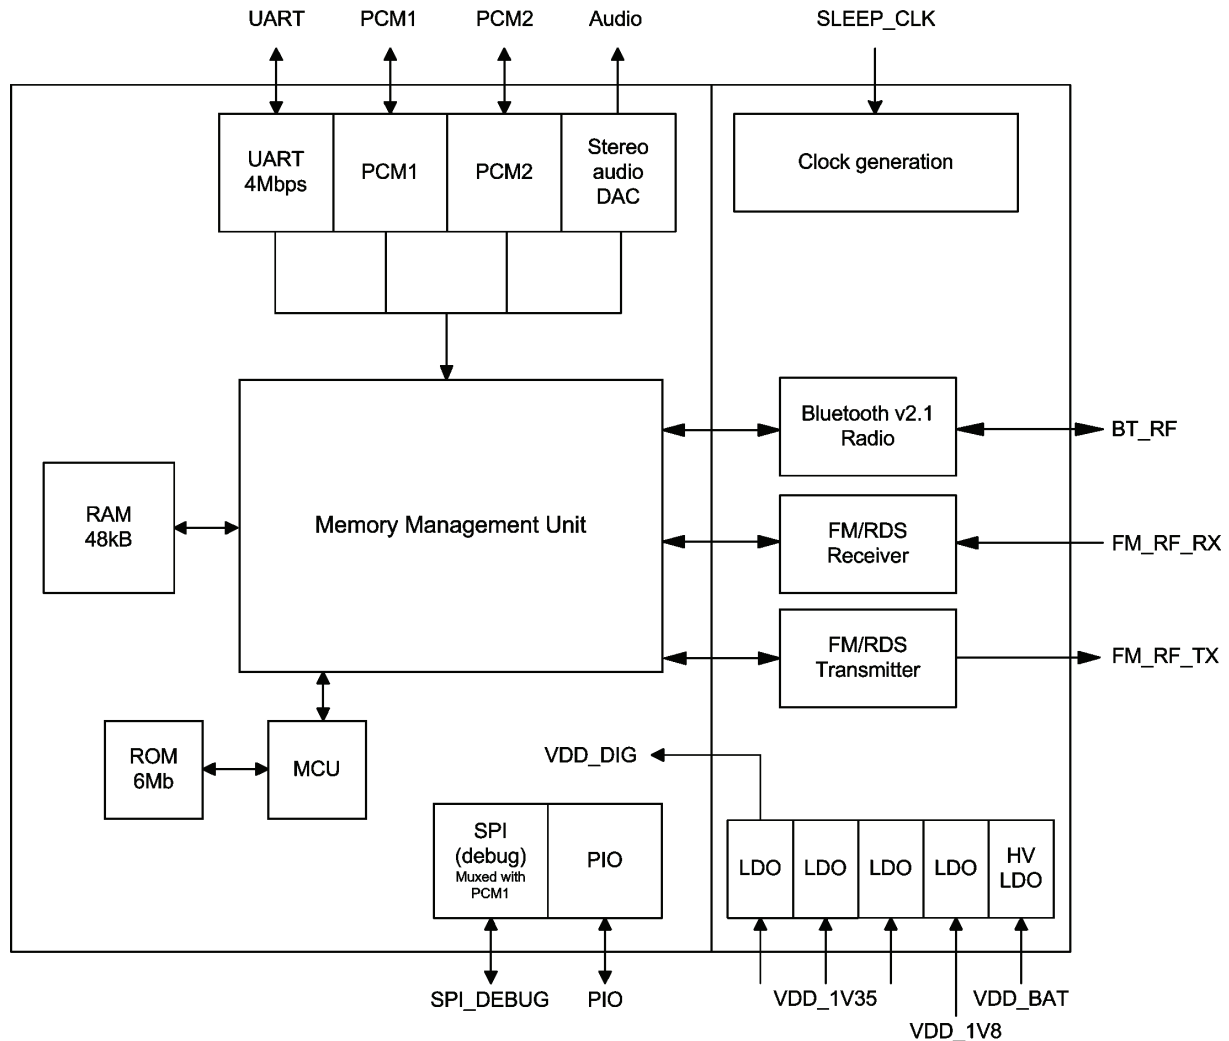 UART PCM1 PCM2 Audio SLEEP_CLK
UART
4Mbps
PCM1
PCM2
Stereo
audio
DAC
Clock generation
Memory Management Unit
RAM
48kB
Bluetooth v2.1
Radio
BT_RF
FM/RDS
Receiver
FM_RF_RX
FM/RDS
Transmitter
FM_RF_TX
ROM
6Mb
MCU
VDD_DIG
SPI
(debug)
Muxed with
PCM1
PIO
LDO
LDO
LDO
LDO
HV
LDO
SPI_DEBUG
PIO
VDD_1V35
VDD_BAT
VDD_1V8